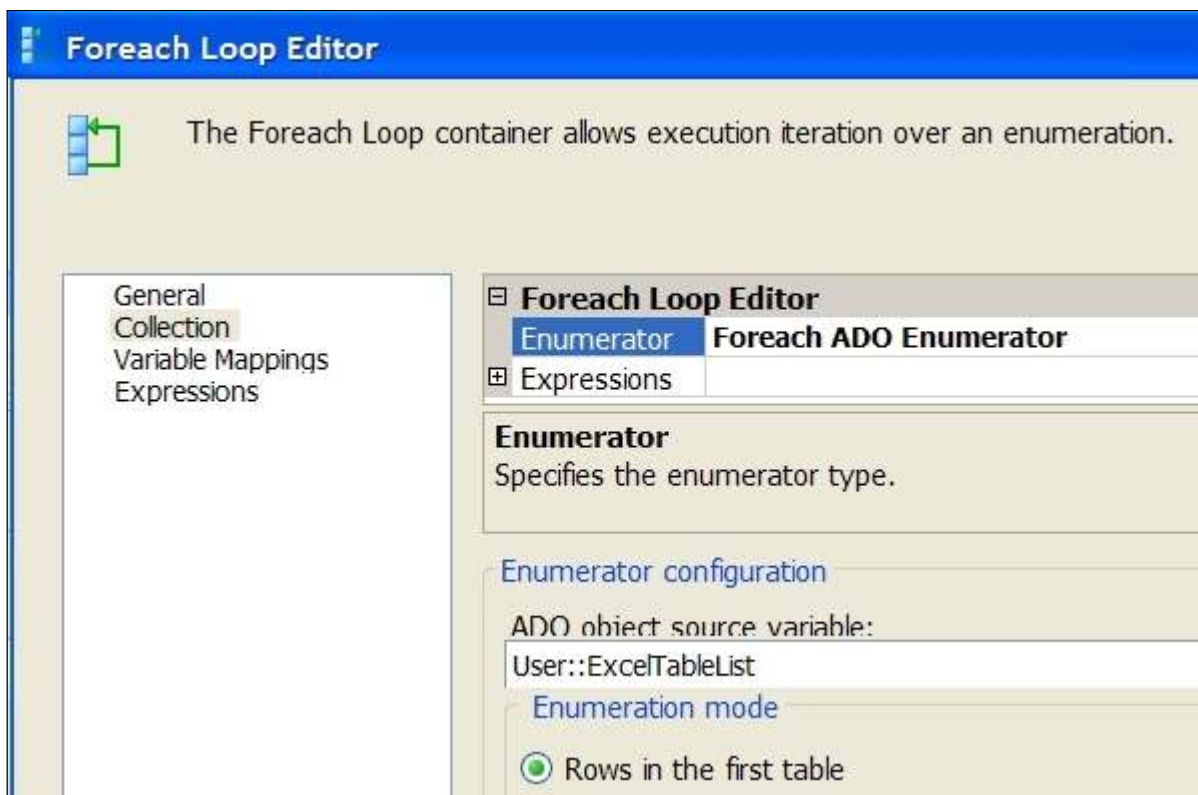 Foreach Loop Editor
The Foreach Loop container allows execution iteration over an enumeration.
General
Collection
Variable Mappings
Expressions
Foreach Loop Editor
Enumerator Foreach ADO Enumerator
Expressions
Enumerator
Specifies the enumerator type.
Enumerator configuration
ADO object source variable:
User::ExcelTableList
Enumeration mode
Rows in the first table